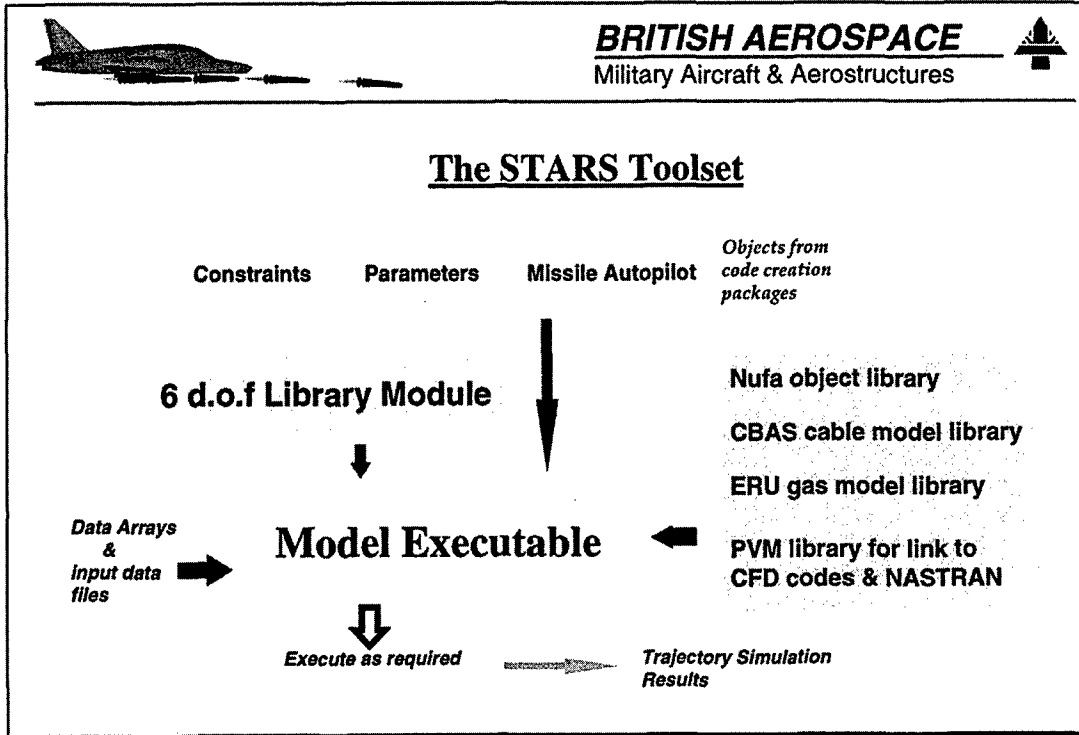 BRITISH AEROSPACE
Military Aircraft & Aerostructures
The STARS Toolset
Constraints
Parameters
Missile Autopilot
Objects from
code creation
packages
6 d.o.f Library Module
Nufa object library
CBAS cable model library
ERU gas model library
PVM library for link to
CFD codes & NASTRAN
Data Arrays
&
input data
files
Model Executable
Execute as required
Trajectory Simulation
Results